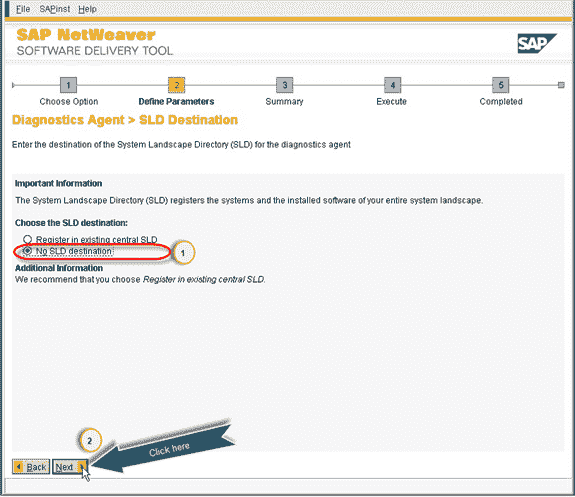 File SAPinst Help
SAP NetWeaver
SOFTWARE DELIVERY TOOL
SAP
1 2 3 4 5
Choose Option Define Parameters Summary Execute Completed
Diagnostics Agent > SLD Destination
Enter the destination of the System Landscape Directory (SLD) for the diagnostics agent
Important Information
The System Landscape Directory (SLD) registers the systems and the installed software of your entire system landscape.
Choose the SLD destination:
Register in existing central SLD
No SLD destination
1
Additional Information
We recommend that you choose Register in existing central SLD.
2
Click here
Back Next